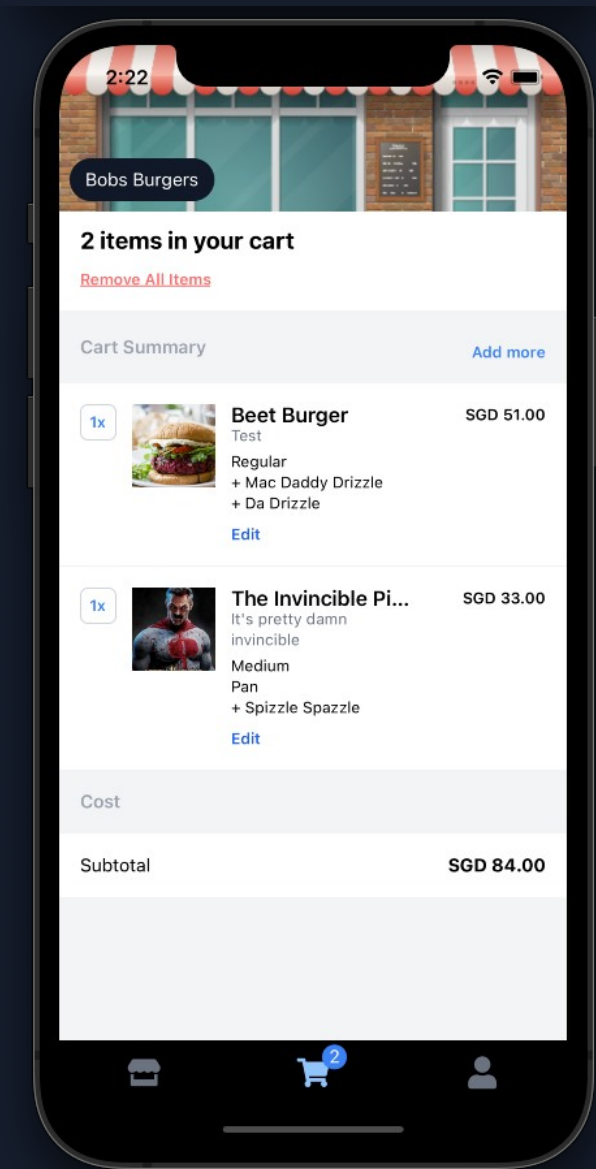 2:22
Bobs Burgers
2 items in your cart
Remove All Items
Cart Summary
Add more
1x
Beet Burger
SGD 51.00
Test
Regular
+ Mac Daddy Drizzle
+ Da Drizzle
Edit
1x
The Invincible Pi...
SGD 33.00
It's pretty damn
invincible
Medium
Pan
+ Spizzle Spazzle
Edit
Cost
Subtotal
SGD 84.00
2